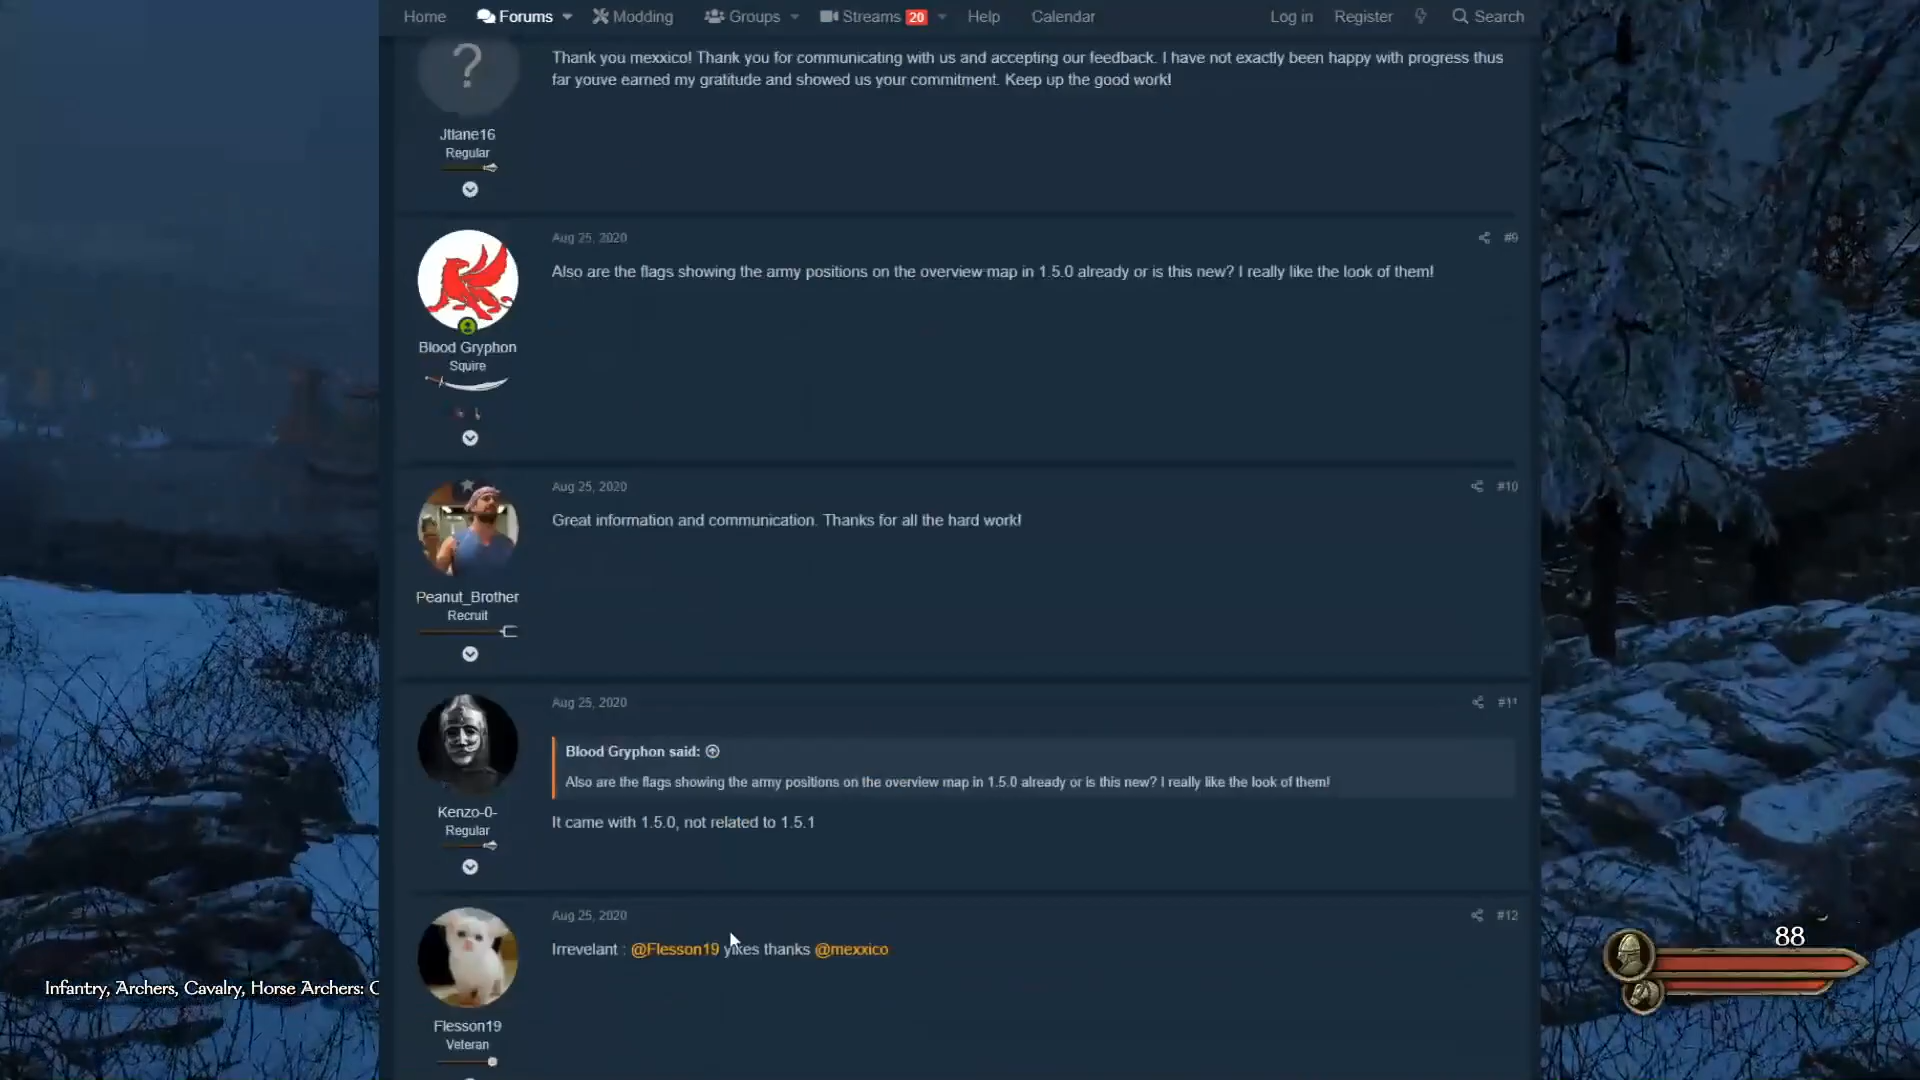 Home Forums Modding Groups Streams 20 Help Calendar Log in Register Search
Thank you mexxico! Thank you for communicating with us and accepting our feedback. I have not exactly been happy with progress thus
far youve earned my gratitude and showed us your commitment. Keep up the good work!
Jtlane16
Regular
Aug 25, 2020 #9
Also are the flags showing the army positions on the overview map in 1.5.0 already or is this new? I really like the look of them!
Blood Gryphon
Squire
Aug 25, 2020 #10
Great information and communication. Thanks for all the hard work!
Peanut_Brother
Recruit
Aug 25, 2020 #11
Blood Gryphon said:
Also are the flags showing the army positions on the overview map in 1.5.0 already or is this new? I really like the look of them!
It came with 1.5.0, not related to 1.5.1
Kenzo-0-
Regular
Aug 25, 2020 #12
Irrevelant : @Flesson19 yikes thanks @mexxico
Flesson19
Veteran
Infantry, Archers, Cavalry, Horse Archers:
88